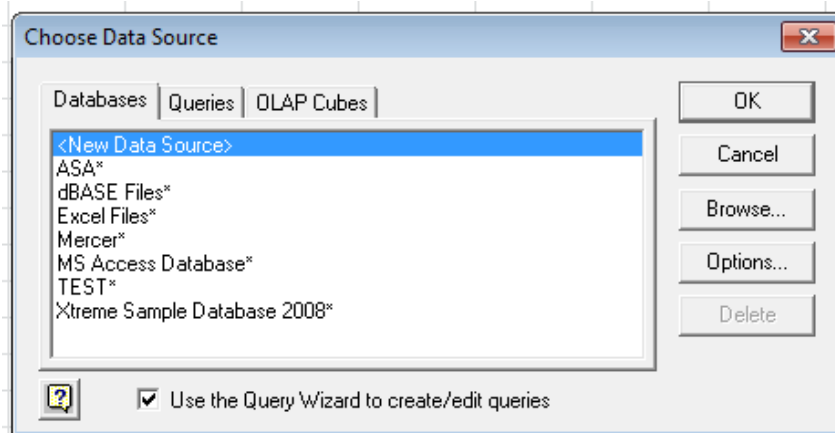 Choose Data Source
Databases Queries OLAP Cubes
<New Data Source>
ASA*
dBASE Files*
Excel Files*
Mercer*
MS Access Database*
TEST*
Xtreme Sample Database 2008*
OK
Cancel
Browse...
Options...
Delete
Use the Query Wizard to create/edit queries